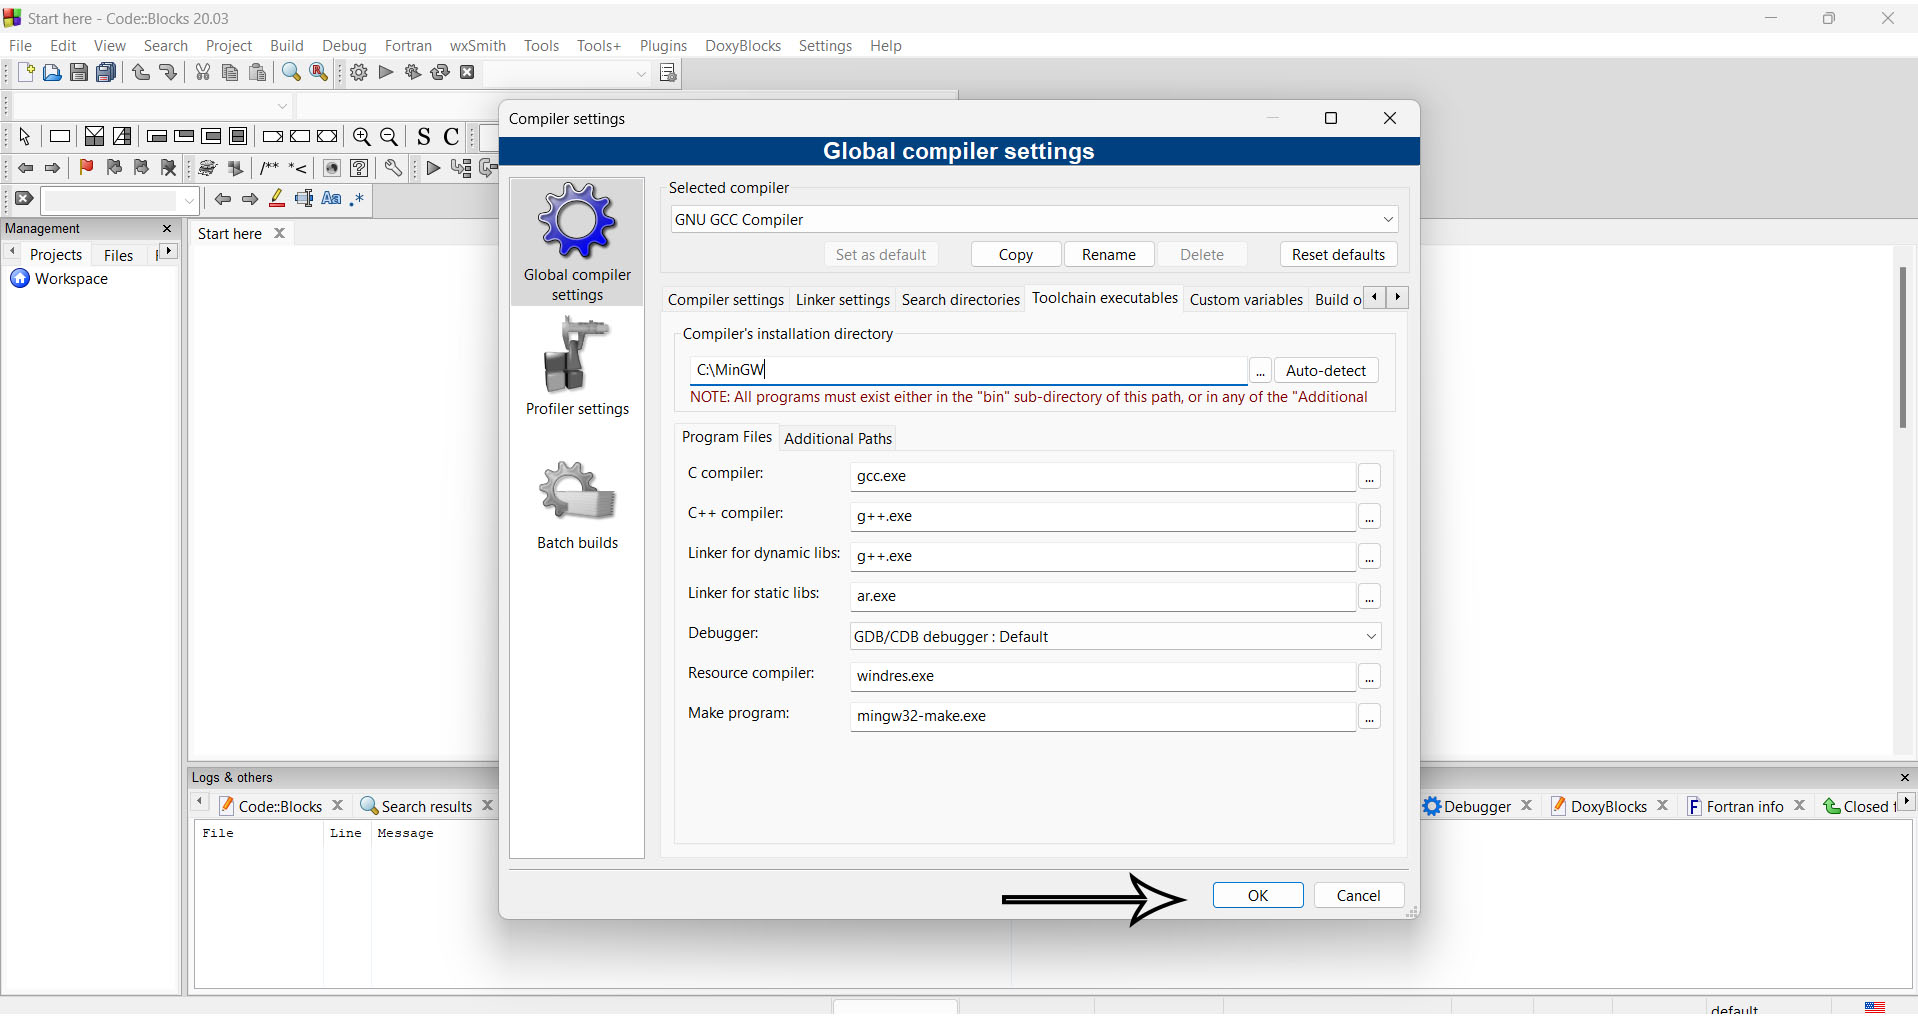 Start here - Code::Blocks 20.03
File Edit View Search Project Build Debug Fortran wxSmith Tools Tools+ Plugins DoxyBlocks Settings Help
S C
/** *<
Aa .*
Management
Projects Files
Workspace
Start here
Compiler settings
Global compiler settings
Global compiler
settings
Profiler settings
Batch builds
Selected compiler
GNU GCC Compiler
Set as default Copy Rename Delete Reset defaults
Compiler settings Linker settings Search directories Toolchain executables Custom variables Build o
Compiler's installation directory
C:\MinGW ... Auto-detect
NOTE: All programs must exist either in the "bin" sub-directory of this path, or in any of the "Additional
Program Files Additional Paths
C compiler: gcc.exe ...
C++ compiler: g++.exe ...
Linker for dynamic libs: g++.exe ...
Linker for static libs: ar.exe ...
Debugger: GDB/CDB debugger : Default
Resource compiler: windres.exe ...
Make program: mingw32-make.exe ...
OK Cancel
Logs & others
Code::Blocks Search results Debugger DoxyBlocks Fortran info Closed
File Line Message
default